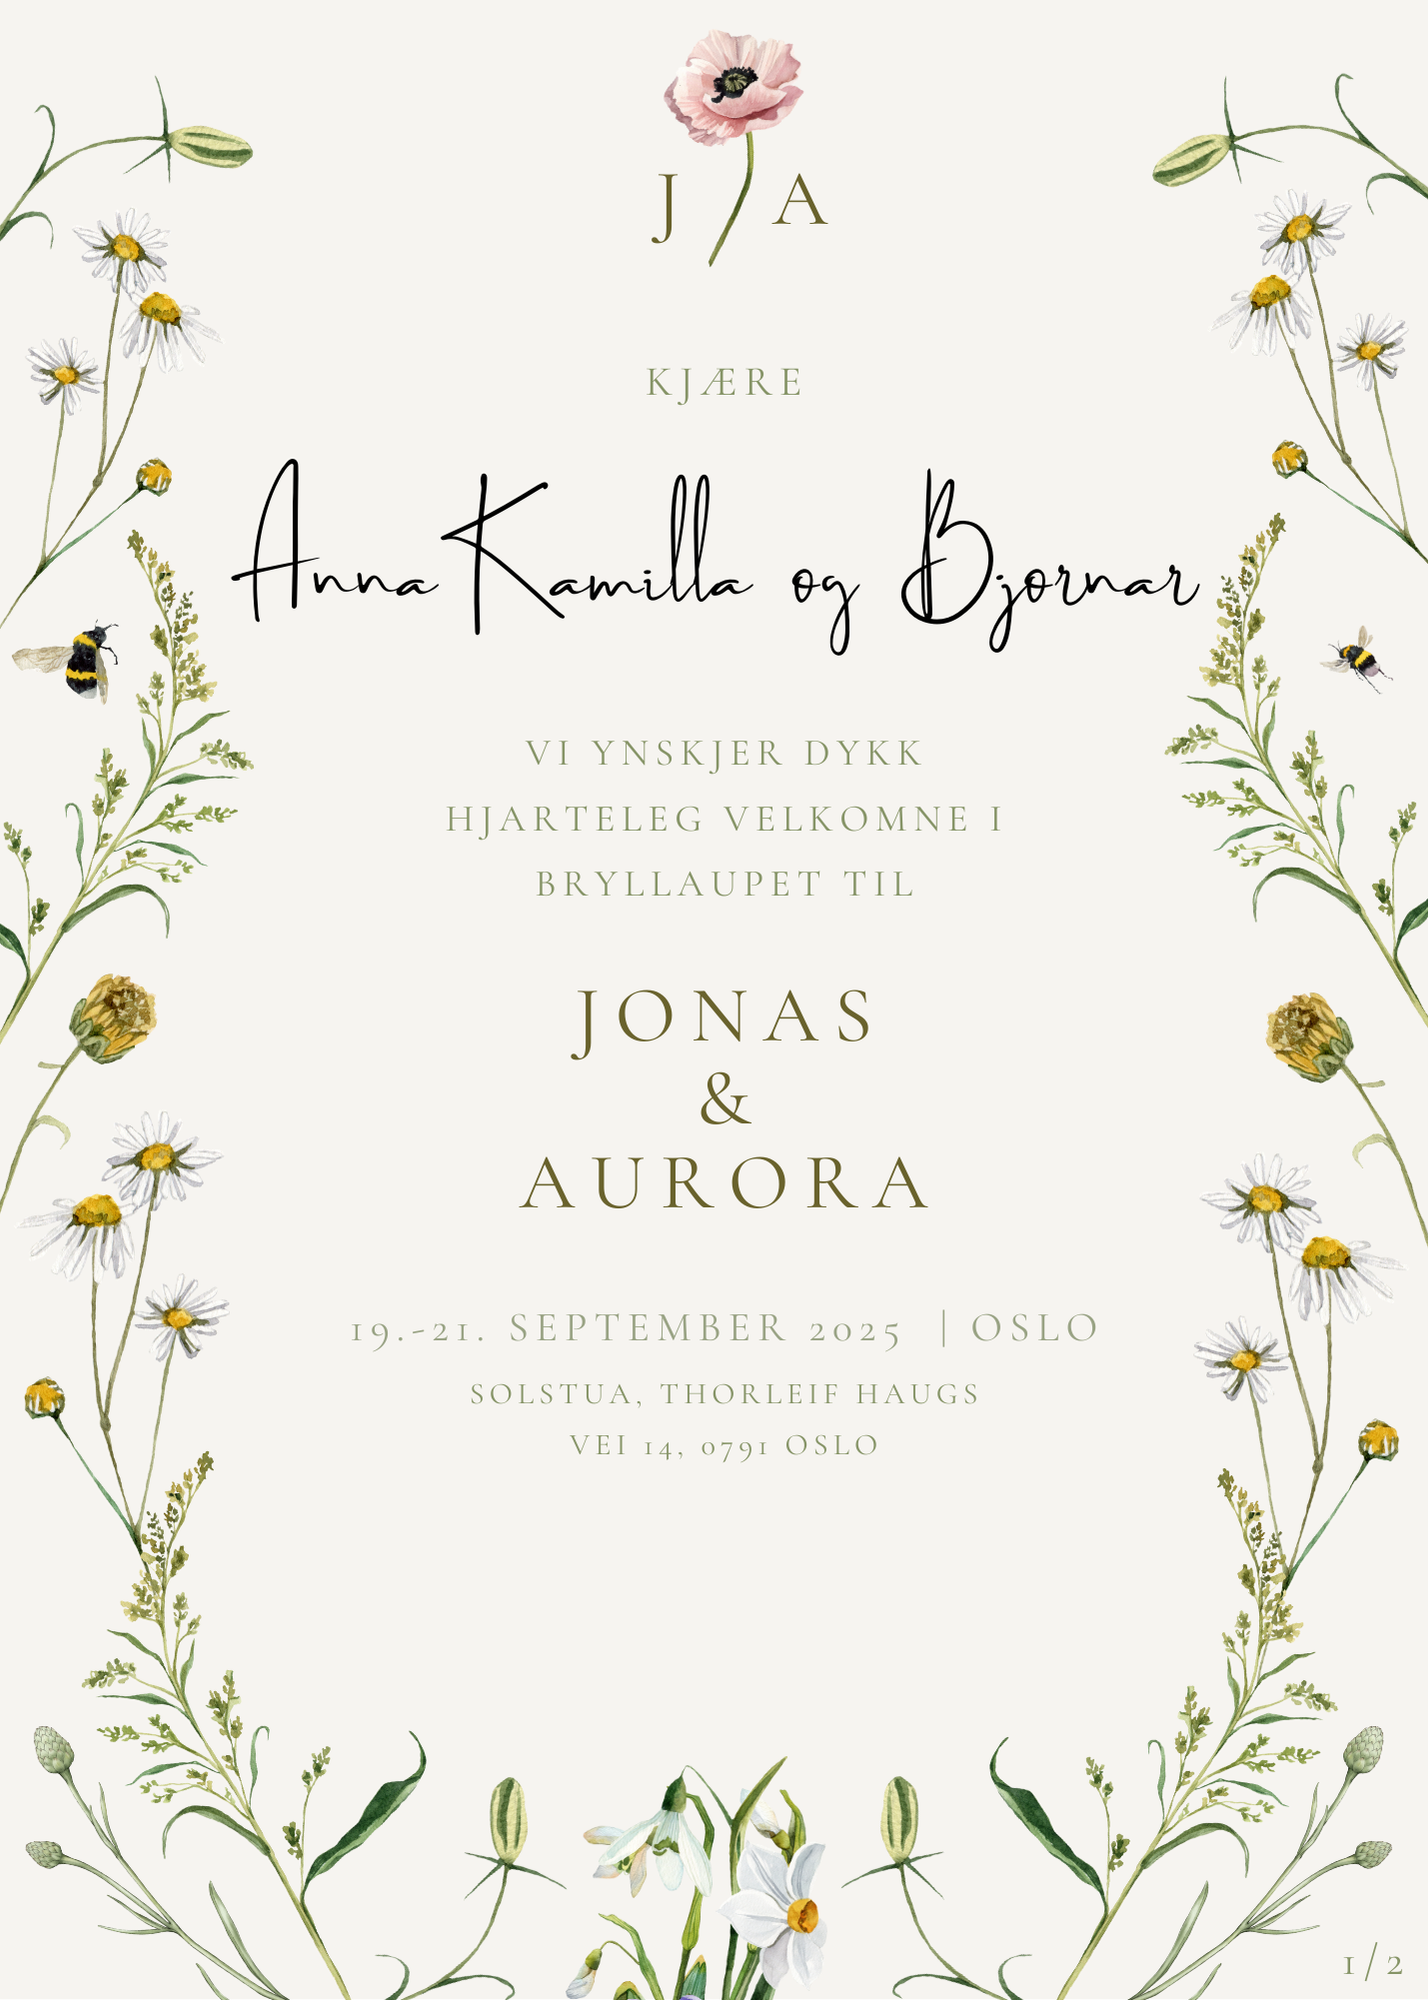 J A
KJÆRE
Anna Kamilla og Bjørnar
VI YNSKJER DYKK
HJARTELEG VELKOMNE I
BRYLLAUPET TIL
JONAS
&
AURORA
19.-21. SEPTEMBER 2025 | OSLO
SOLSTUA, THORLEIF HAUGS
VEI 14, 0791 OSLO
1/2